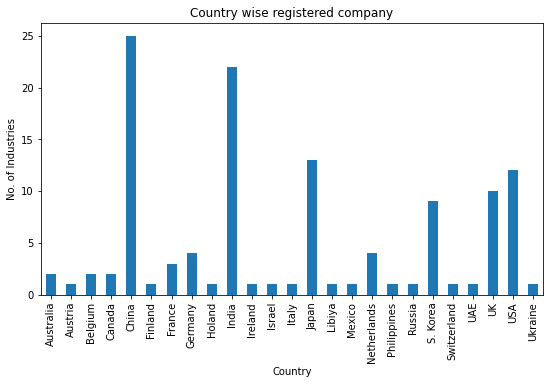 Country wise registered company
No. of Industries
25
20
15
10
5
0
Australia
Austria
Belgium
Canada
China
Finland
France
Germany
Holand
India
Ireland
Israel
Italy
Japan
Libiya
Mexico
Netherlands
Philippines
Russia
S. Korea
Switzerland
UAE
UK
USA
Ukraine
Country